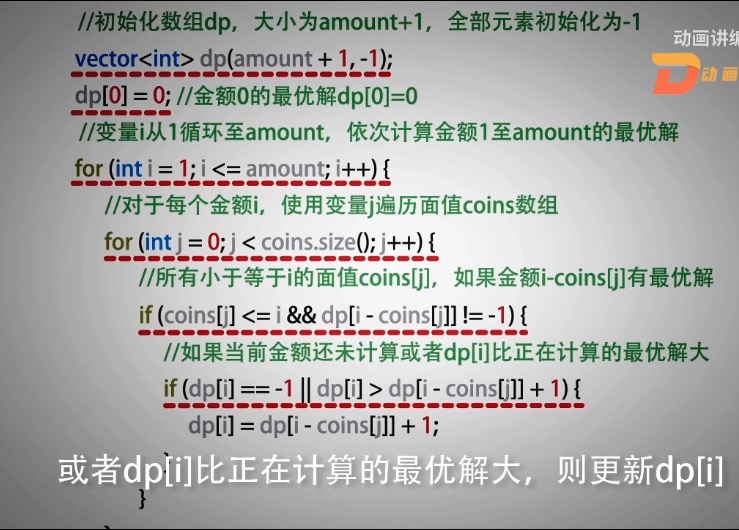 //初始化数组dp，大小为amount+1，全部元素初始化为-1
动画讲编
vector<int> dp(amount + 1, -1);
D动画
dp[0] = 0; //金额0的最优解dp[0]=0
//变量i从1循环至amount，依次计算金额1至amount的最优解
for (int i = 1; i <= amount; i++) {
//对于每个金额i，使用变量j遍历面值coins数组
for (int j = 0; j < coins.size(); j++) {
//所有小于等于i的面值coins[j]，如果金额i-coins[j]有最优解
if (coins[j] <= i && dp[i - coins[j]] != -1) {
//如果当前金额还未计算或者dp[i]比正在计算的最优解大
if (dp[i] == -1 || dp[i] > dp[i - coins[j]] + 1) {
dp[i] = dp[i - coins[j]] + 1;
或者dp[i]比正在计算的最优解大，则更新dp[i]
}